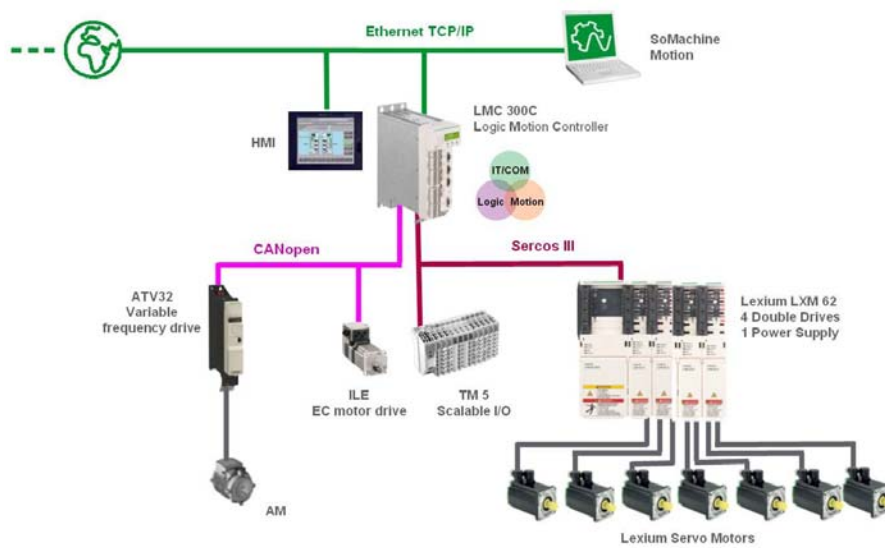 Ethernet TCP/IP
SoMachine
Motion
HMI
LMC 300C
Logic Motion Controller
IT/COM
Logic
Motion
CANopen
Sercos III
ATV32
Variable
frequency drive
Lexium LXM 62
4 Double Drives
1 Power Supply
ILE
EC motor drive
TM 5
Scalable I/O
AM
Lexium Servo Motors